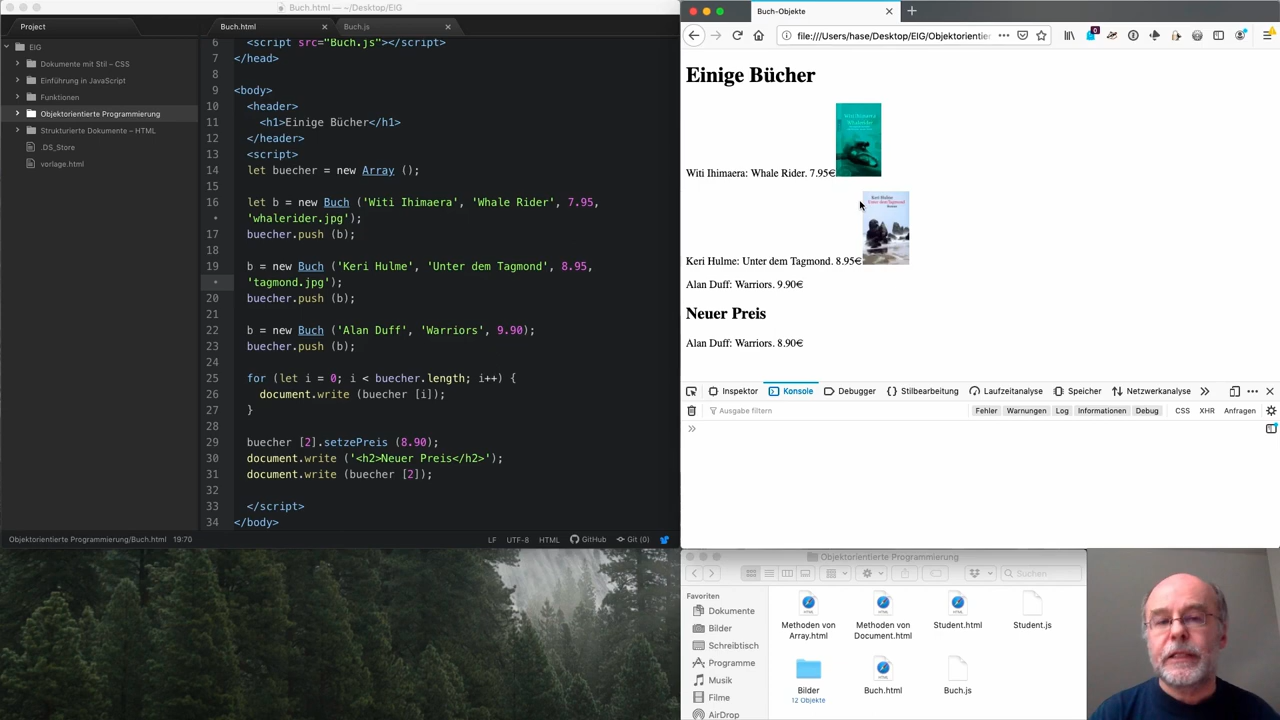 Buch.html — ~/Desktop/EIG
Project
Buch.html
Buch.js
EIG
Dokumente mit Stil – CSS
Einführung in JavaScript
Funktionen
Objektorientierte Programmierung
Strukturierte Dokumente – HTML
.DS_Store
vorlage.html
6 <script src="Buch.js"></script>
7 </head>
8
9 <body>
10 <header>
11 <h1>Einige Bücher</h1>
12 </header>
13 <script>
14 let buecher = new Array ();
15
16 let b = new Buch ('Witi Ihimaera', 'Whale Rider', 7.95,
• 'whalerider.jpg');
17 buecher.push (b);
18
19 b = new Buch ('Keri Hulme', 'Unter dem Tagmond', 8.95,
• 'tagmond.jpg');
20 buecher.push (b);
21
22 b = new Buch ('Alan Duff', 'Warriors', 9.90);
23 buecher.push (b);
24
25 for (let i = 0; i < buecher.length; i++) {
26 document.write (buecher [i]);
27 }
28
29 buecher [2].setzePreis (8.90);
30 document.write ('<h2>Neuer Preis</h2>');
31 document.write (buecher [2]);
32
33 </script>
34 </body>
Objektorientierte Programmierung/Buch.html 19:70
LF UTF-8 HTML GitHub Git (0)
Buch-Objekte
file:///Users/hase/Desktop/EIG/Objektorientier
0
Einige Bücher
Witi Ihimaera: Whale Rider. 7.95€
Keri Hulme
Unter dem Tagmond
Keri Hulme: Unter dem Tagmond. 8.95€
Alan Duff: Warriors. 9.90€
Neuer Preis
Alan Duff: Warriors. 8.90€
Inspektor Konsole Debugger Stilbearbeitung Laufzeitanalyse Speicher Netzwerkanalyse
Ausgabe filtern
Fehler Warnungen Log Informationen Debug CSS XHR Anfragen
Objektorientierte Programmierung
Suchen
Favoriten
Dokumente
Bilder
Schreibtisch
Programme
Musik
Filme
AirDrop
Methoden von
Array.html
Methoden von
Document.html
Student.html
Student.js
Bilder
12 Objekte
Buch.html
Buch.js